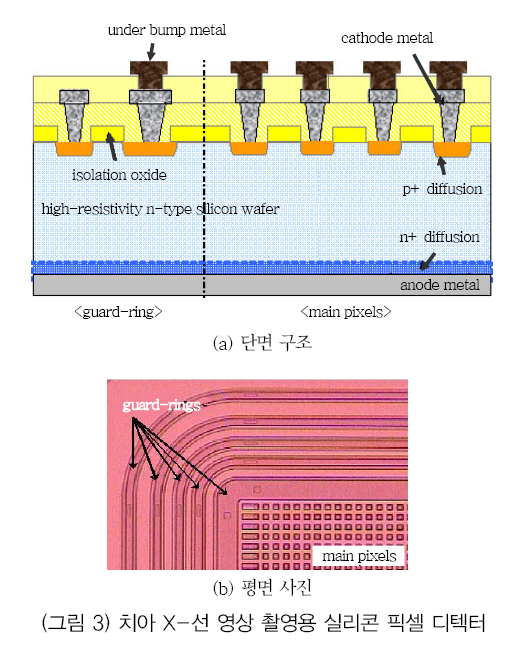 under bump metal
cathode metal
isolation oxide
p+ diffusion
high-resistivity n-type silicon wafer
n+ diffusion
anode metal
<guard-ring>
<main pixels>
(a) 단면 구조
guard-rings
main pixels
(b) 평면 사진
(그림 3) 치아 X-선 영상 촬영용 실리콘 픽셀 디텍터